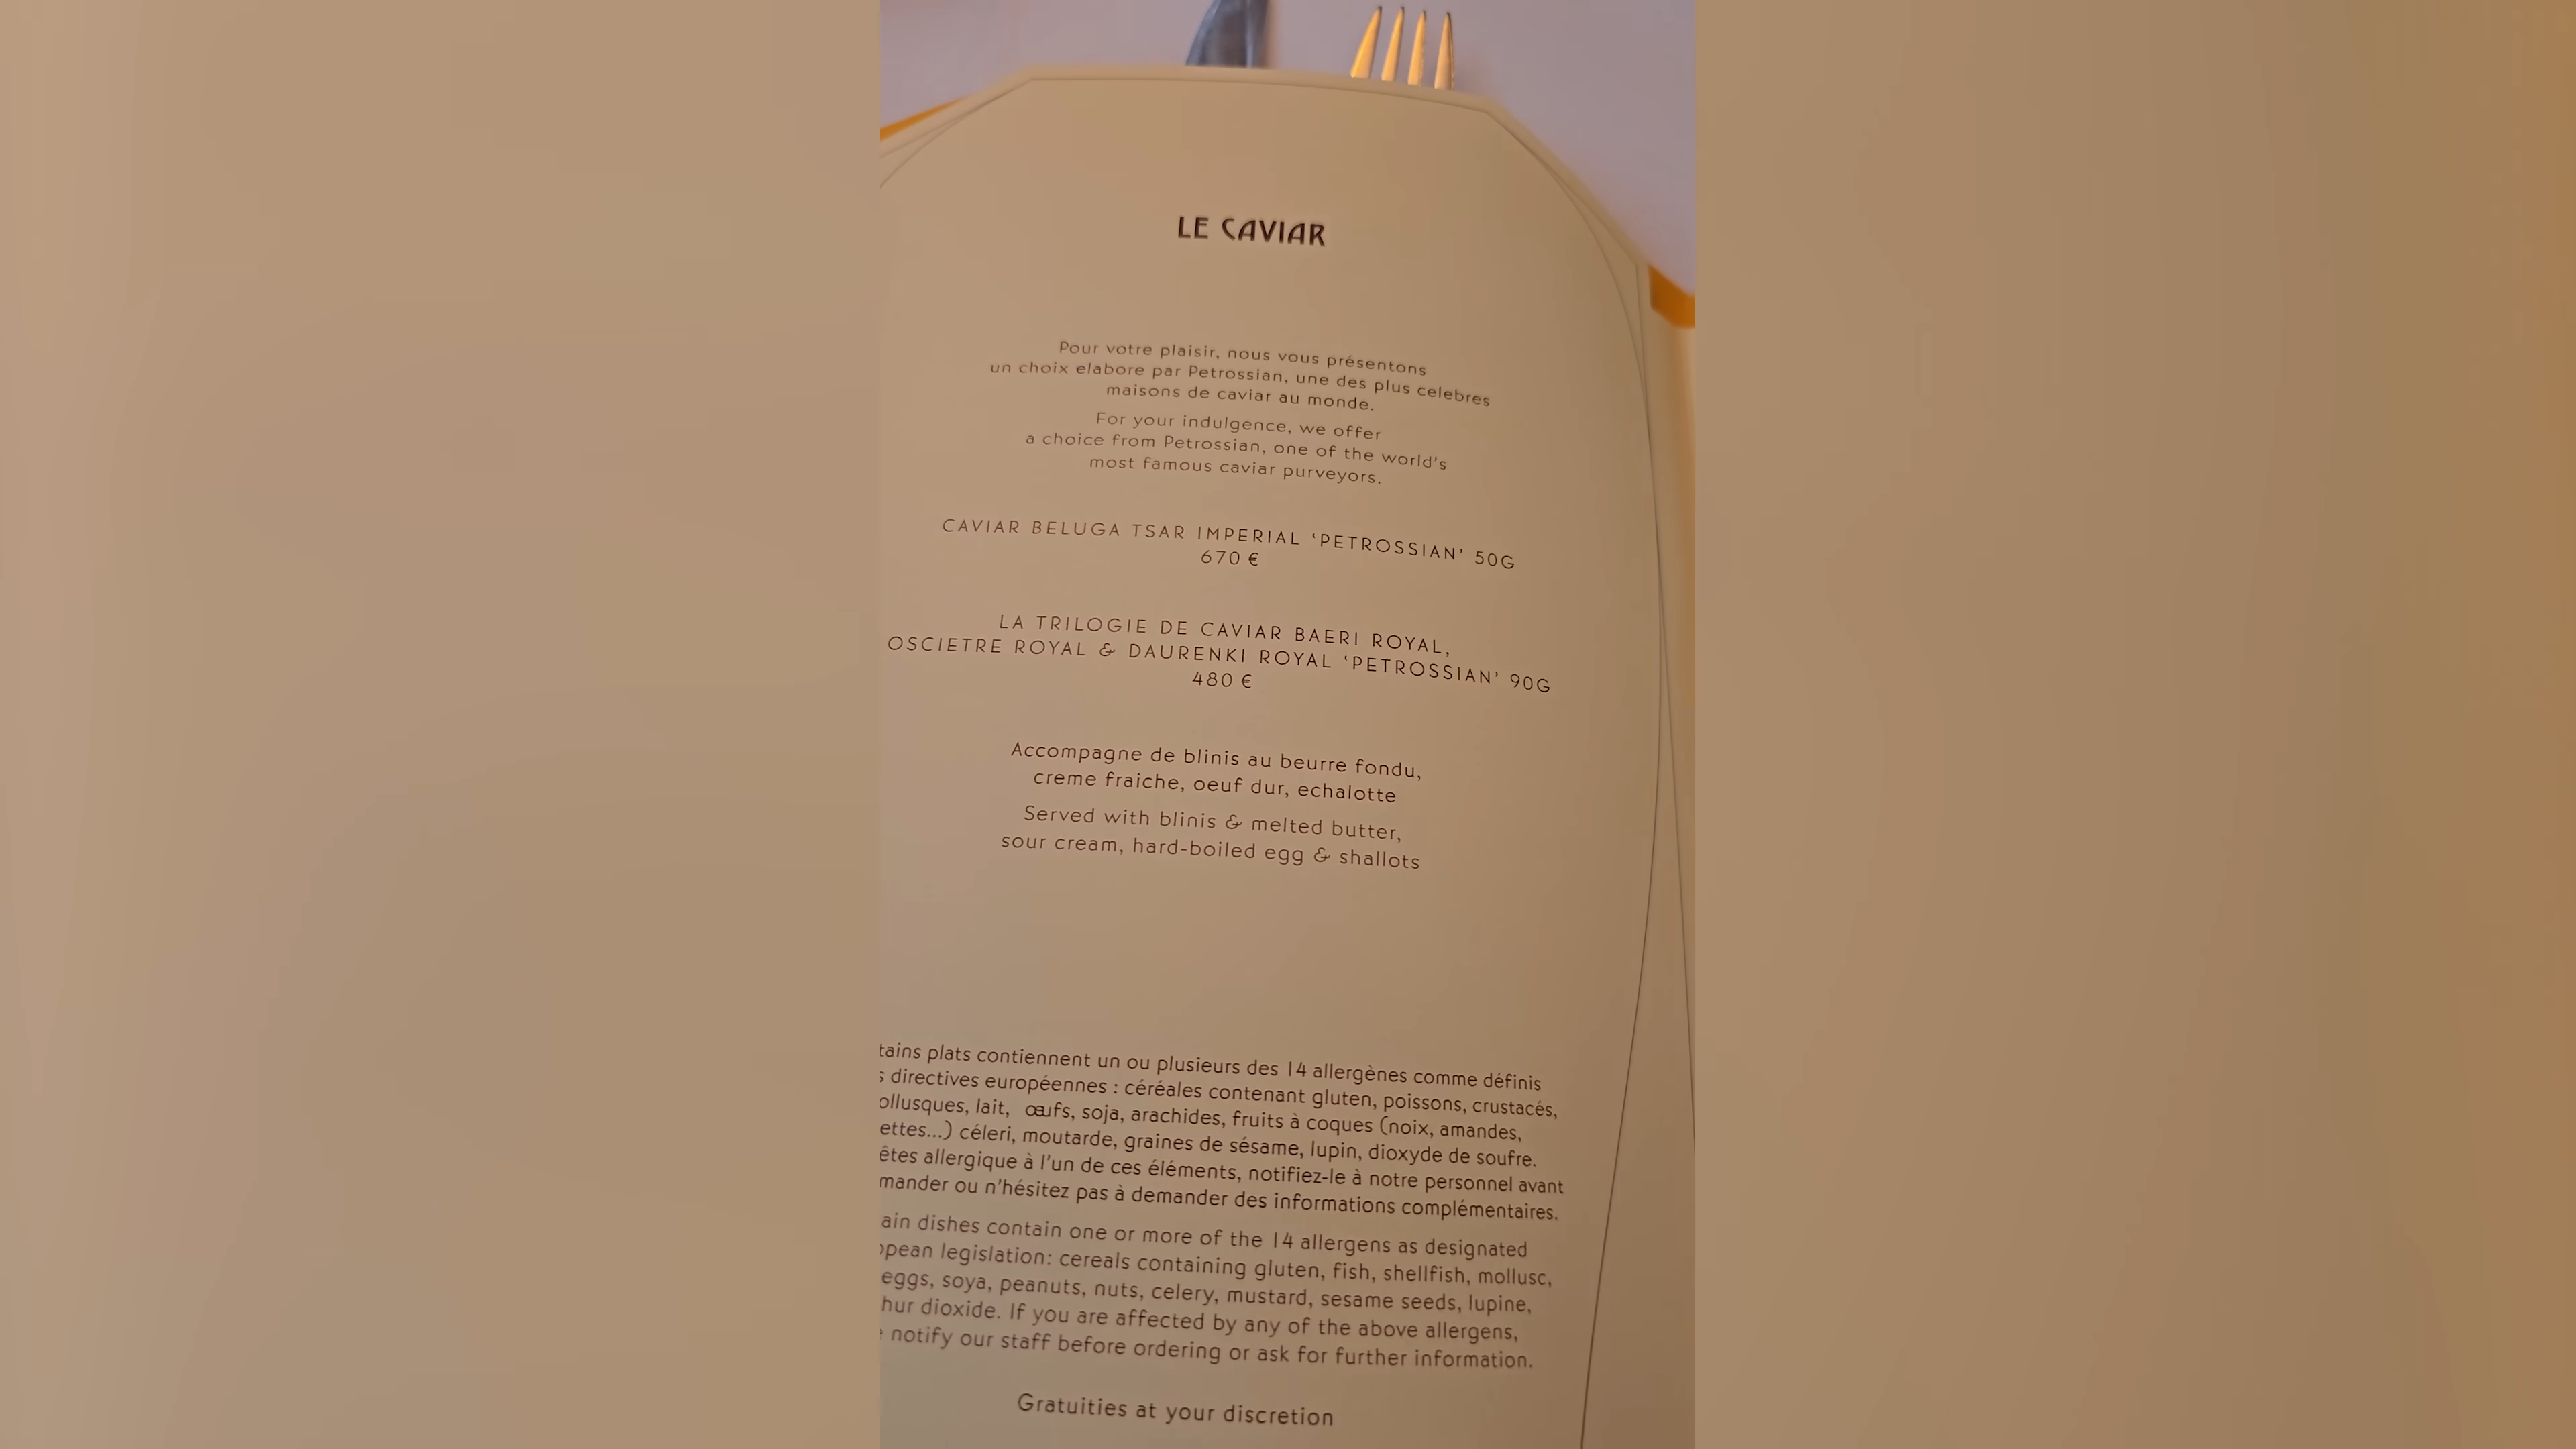 LE CAVIAR
Pour votre plaisir, nous vous présentons
un choix elabore par Petrossian, une des plus celebres
maisons de caviar au monde.
For your indulgence, we offer
a choice from Petrossian, one of the world's
most famous caviar purveyors.
CAVIAR BELUGA TSAR IMPERIAL ‘PETROSSIAN’ 50G
670 €
LA TRILOGIE DE CAVIAR BAERI ROYAL,
OSCIETRE ROYAL & DAURENKI ROYAL ‘PETROSSIAN’ 90G
480 €
Accompagne de blinis au beurre fondu,
creme fraiche, oeuf dur, echalotte
Served with blinis & melted butter,
sour cream, hard-boiled egg & shallots
tains plats contiennent un ou plusieurs des 14 allergènes comme définis
s directives européennes : céréales contenant gluten, poissons, crustacés,
ollusques, lait, œufs, soja, arachides, fruits à coques (noix, amandes,
ettes...) céleri, moutarde, graines de sésame, lupin, dioxyde de soufre.
êtes allergique à l’un de ces éléments, notifiez-le à notre personnel avant
mander ou n’hésitez pas à demander des informations complémentaires.
ain dishes contain one or more of the 14 allergens as designated
opean legislation: cereals containing gluten, fish, shellfish, mollusc,
eggs, soya, peanuts, nuts, celery, mustard, sesame seeds, lupine,
hur dioxide. If you are affected by any of the above allergens,
e notify our staff before ordering or ask for further information.
Gratuities at your discretion